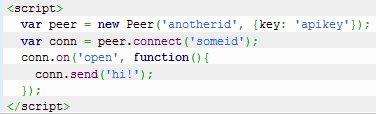 <script>
  var peer = new Peer('anotherid', {key: 'apikey'});
  var conn = peer.connect('someid');
  conn.on('open', function(){
    conn.send('hi!');
  });
</script>